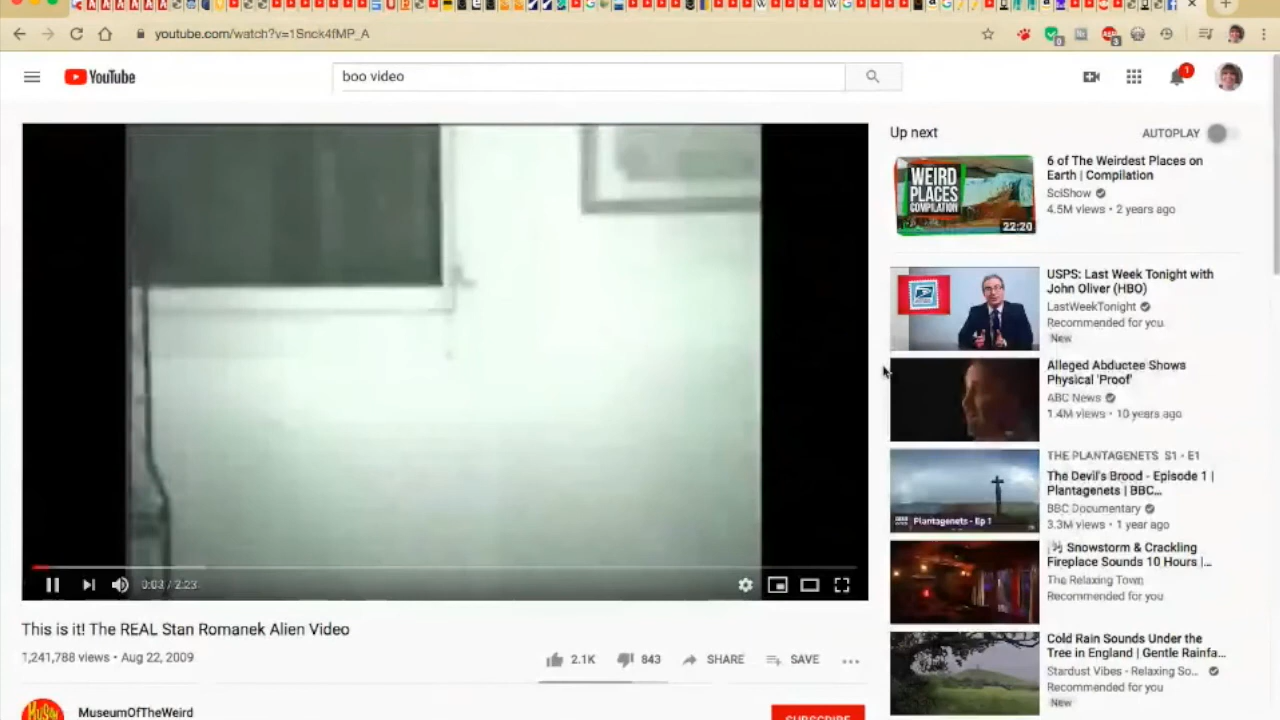 youtube.com/watch?v=1Snck4fMP_A
YouTube
boo video
1
Up next
AUTOPLAY
WEIRD
PLACES
COMPILATION
22:20
6 of The Weirdest Places on
Earth | Compilation
SciShow
4.5M views • 2 years ago
USPS: Last Week Tonight with
John Oliver (HBO)
LastWeekTonight
Recommended for you
New
Alleged Abductee Shows
Physical 'Proof'
ABC News
1.4M views • 10 years ago
THE PLANTAGENETS S1 - E1
The Devil's Brood - Episode 1 |
Plantagenets | BBC...
BBC Documentary
3.3M views • 1 year ago
Plantagenets - Ep 1
Snowstorm & Crackling
Fireplace Sounds 10 Hours |...
The Relaxing Town
Recommended for you
Cold Rain Sounds Under the
Tree in England | Gentle Rainfa...
Stardust Vibes - Relaxing So...
Recommended for you
New
0:03 / 2:23
This is it! The REAL Stan Romanek Alien Video
1,241,788 views • Aug 22, 2009
2.1K
843
SHARE
SAVE
MuseumOfTheWeird
SUBSCRIBE